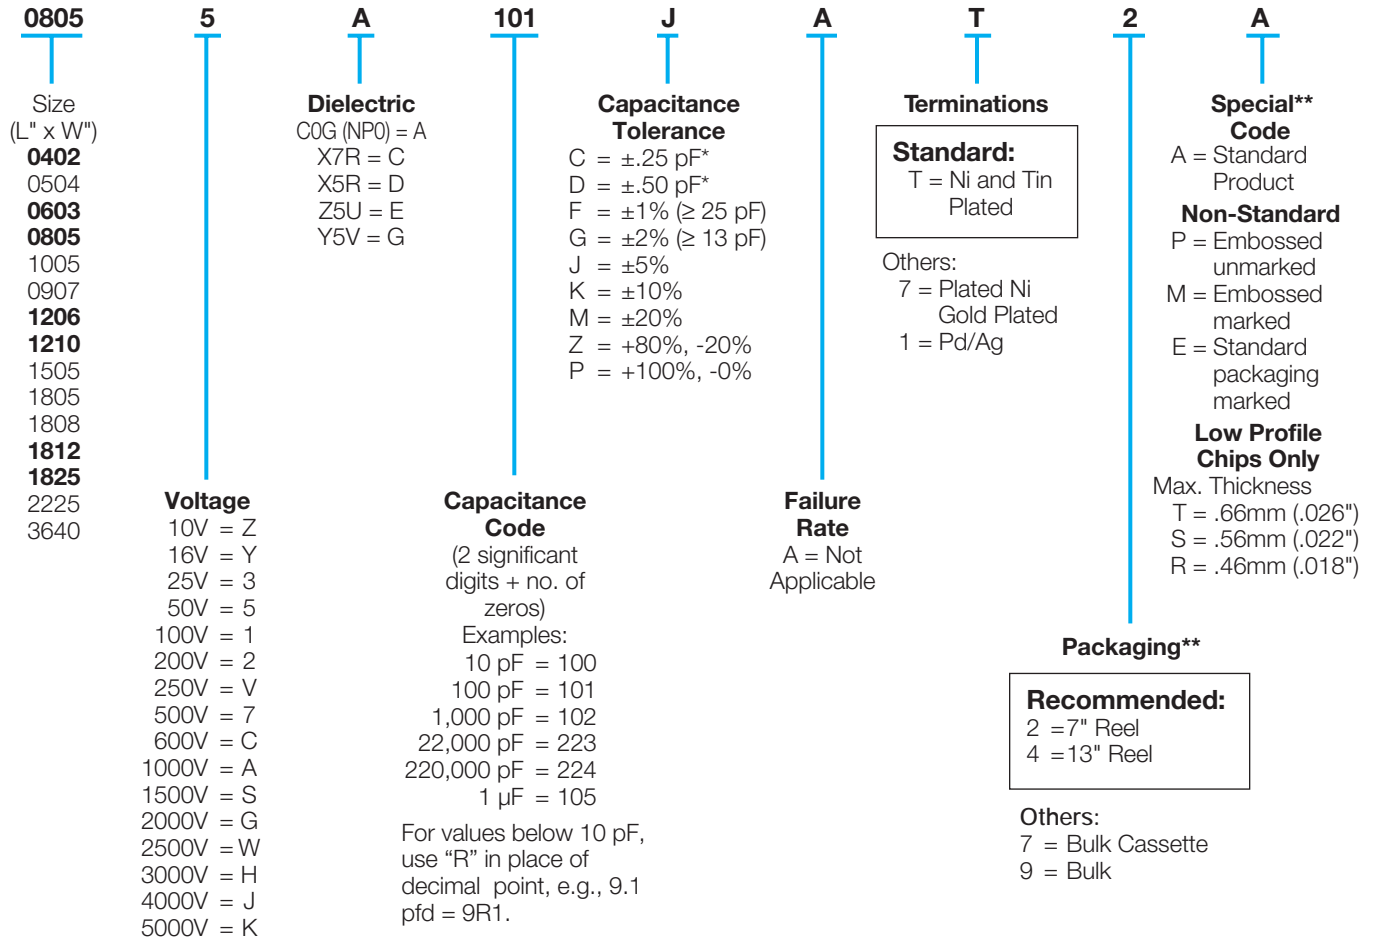 0805 5 A 101 J A T 2 A
Size
(L" x W")
0402
0504
0603
0805
1005
0907
1206
1210
1505
1805
1808
1812
1825
2225
3640
Voltage
10V = Z
16V = Y
25V = 3
50V = 5
100V = 1
200V = 2
250V = V
500V = 7
600V = C
1000V = A
1500V = S
2000V = G
2500V = W
3000V = H
4000V = J
5000V = K
Dielectric
C0G (NP0) = A
X7R = C
X5R = D
Z5U = E
Y5V = G
Capacitance
Code
(2 significant
digits + no. of
zeros)
Examples:
10 pF = 100
100 pF = 101
1,000 pF = 102
22,000 pF = 223
220,000 pF = 224
1 µF = 105
For values below 10 pF,
use “R” in place of
decimal point, e.g., 9.1
pfd = 9R1.
Capacitance
Tolerance
C = ±.25 pF*
D = ±.50 pF*
F = ±1% (≥ 25 pF)
G = ±2% (≥ 13 pF)
J = ±5%
K = ±10%
M = ±20%
Z = +80%, -20%
P = +100%, -0%
Failure
Rate
A = Not
Applicable
Terminations
Standard:
T = Ni and Tin
Plated
Others:
7 = Plated Ni
Gold Plated
1 = Pd/Ag
Packaging**
Recommended:
2 =7" Reel
4 =13" Reel
Others:
7 = Bulk Cassette
9 = Bulk
Special**
Code
A = Standard
Product
Non-Standard
P = Embossed
unmarked
M = Embossed
marked
E = Standard
packaging
marked
Low Profile
Chips Only
Max. Thickness
T = .66mm (.026")
S = .56mm (.022")
R = .46mm (.018")